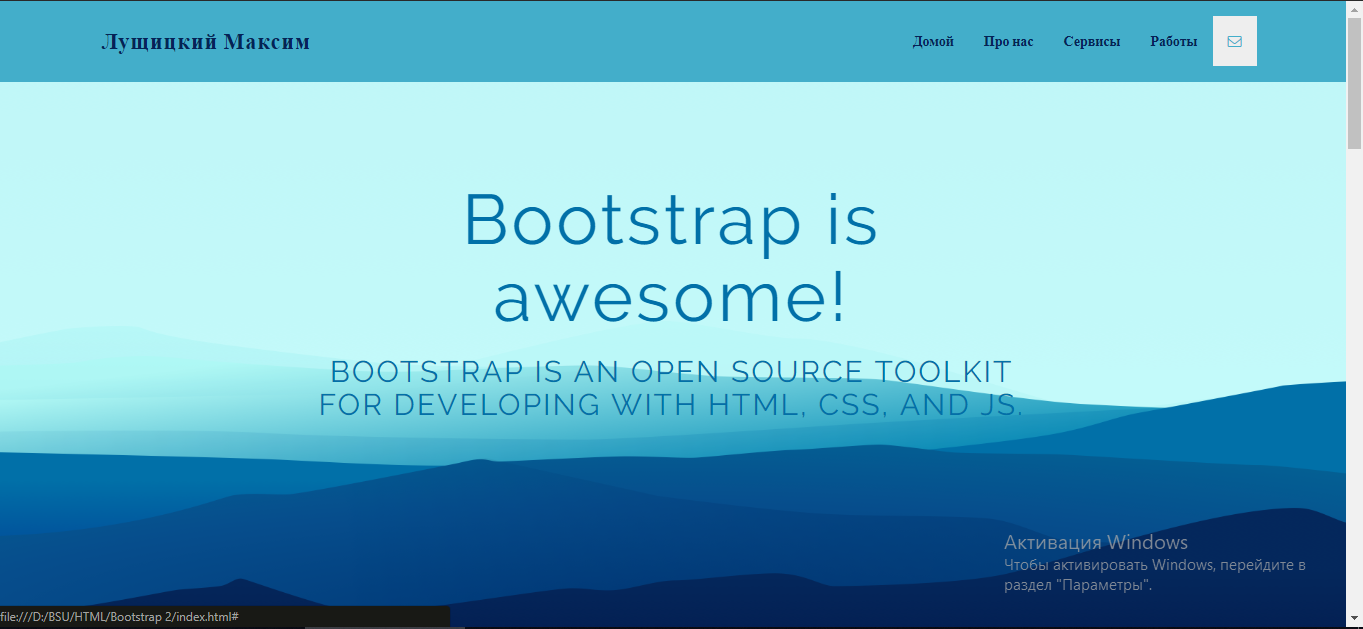 Лущицкий Максим
Домой Про нас Сервисы Работы
Bootstrap is
awesome!
BOOTSTRAP IS AN OPEN SOURCE TOOLKIT
FOR DEVELOPING WITH HTML, CSS, AND JS.
Активация Windows
Чтобы активировать Windows, перейдите в
раздел "Параметры".
file:///D:/BSU/HTML/Bootstrap 2/index.html#